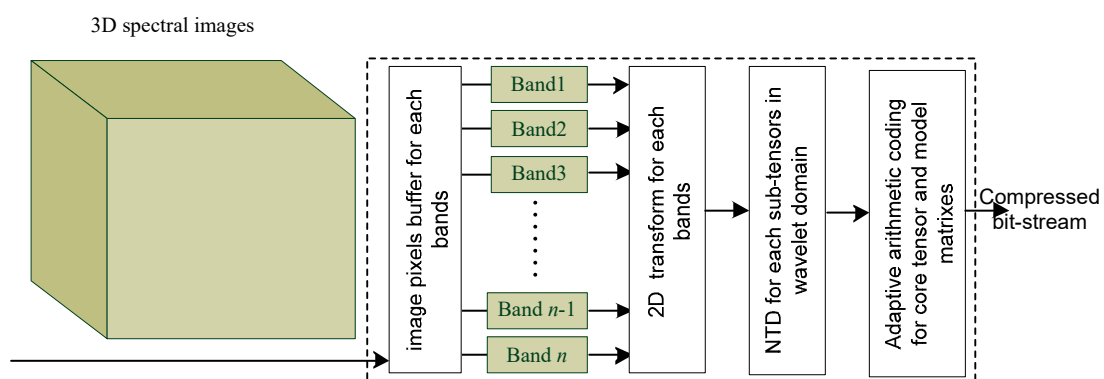 3D spectral images
image pixels buffer for each
bands
Band1
Band2
Band3
Band n-1
Band n
2D transform for each
bands
NTD for each sub-tensors in
wavelet domain
Adaptive arithmetic coding
for core tensor and model
matrixes
Compressed
bit-stream